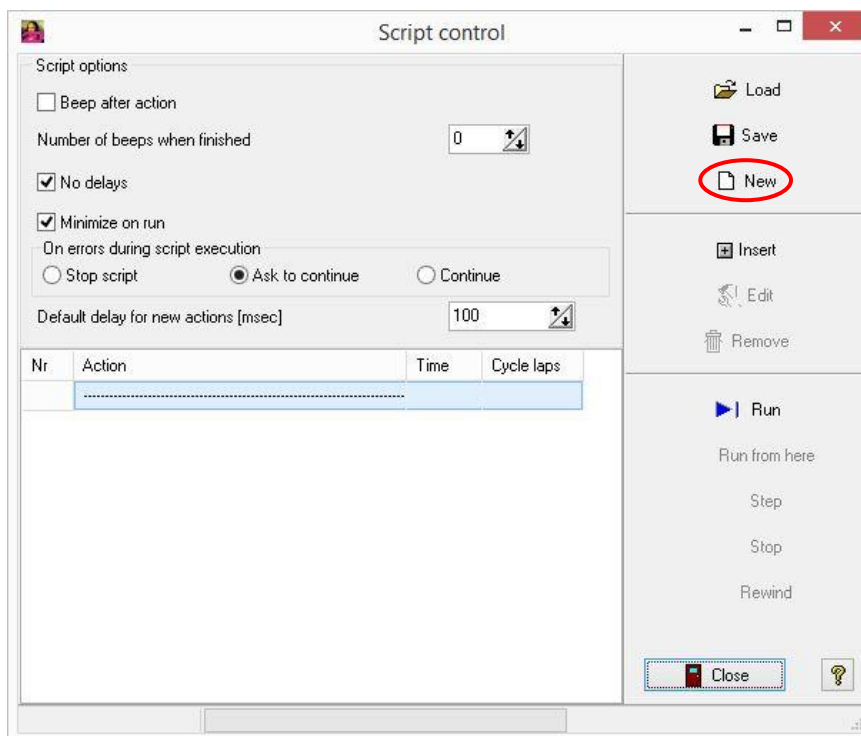 Script control
Script options
Beep after action
Number of beeps when finished 0
No delays
Minimize on run
On errors during script execution
Stop script Ask to continue Continue
Default delay for new actions [msec] 100
Nr Action Time Cycle laps
--------------------------------------------------------------------------------
Load
Save
New
Insert
Edit
Remove
Run
Run from here
Step
Stop
Rewind
Close ?